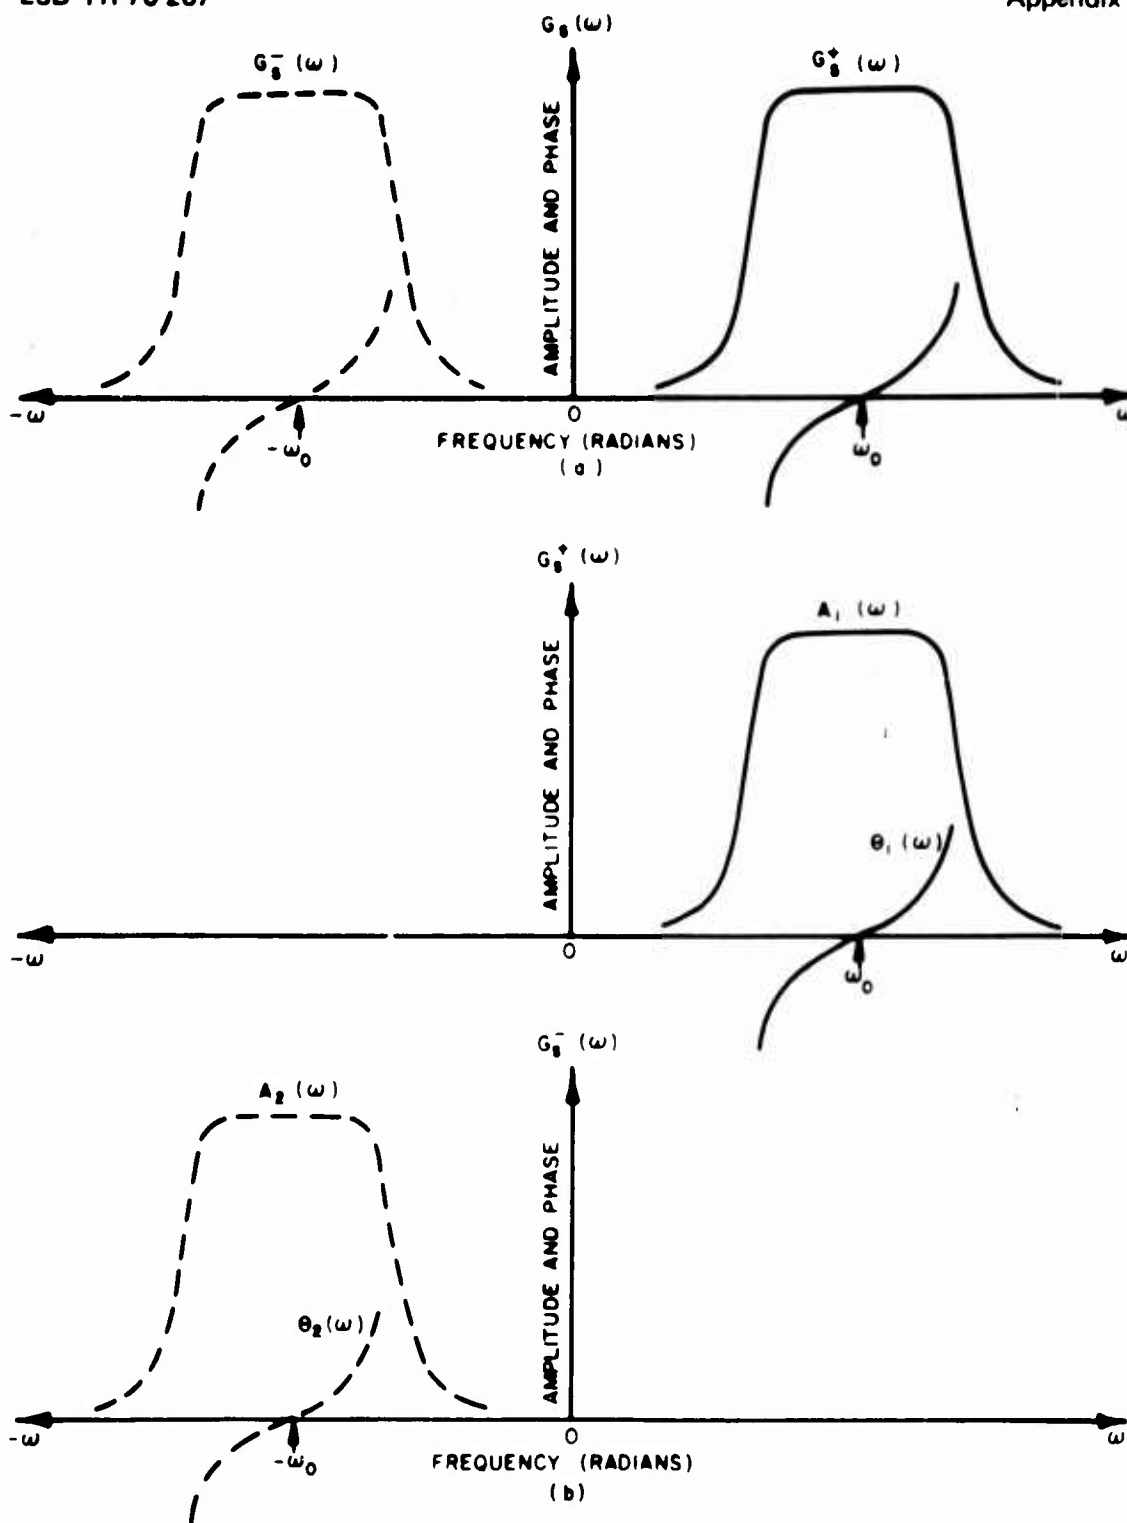 Appendix
G_s (ω)
G_s^- (ω)
G_s^+ (ω)
AMPLITUDE AND PHASE
-ω
0
ω
-ω_0
FREQUENCY (RADIANS)
ω_0
(a)
G_s^+ (ω)
A_1 (ω)
AMPLITUDE AND PHASE
θ_1 (ω)
-ω
0
ω
ω_0
G_s^- (ω)
A_2 (ω)
AMPLITUDE AND PHASE
θ_2(ω)
-ω
0
ω
-ω_0
FREQUENCY (RADIANS)
(b)